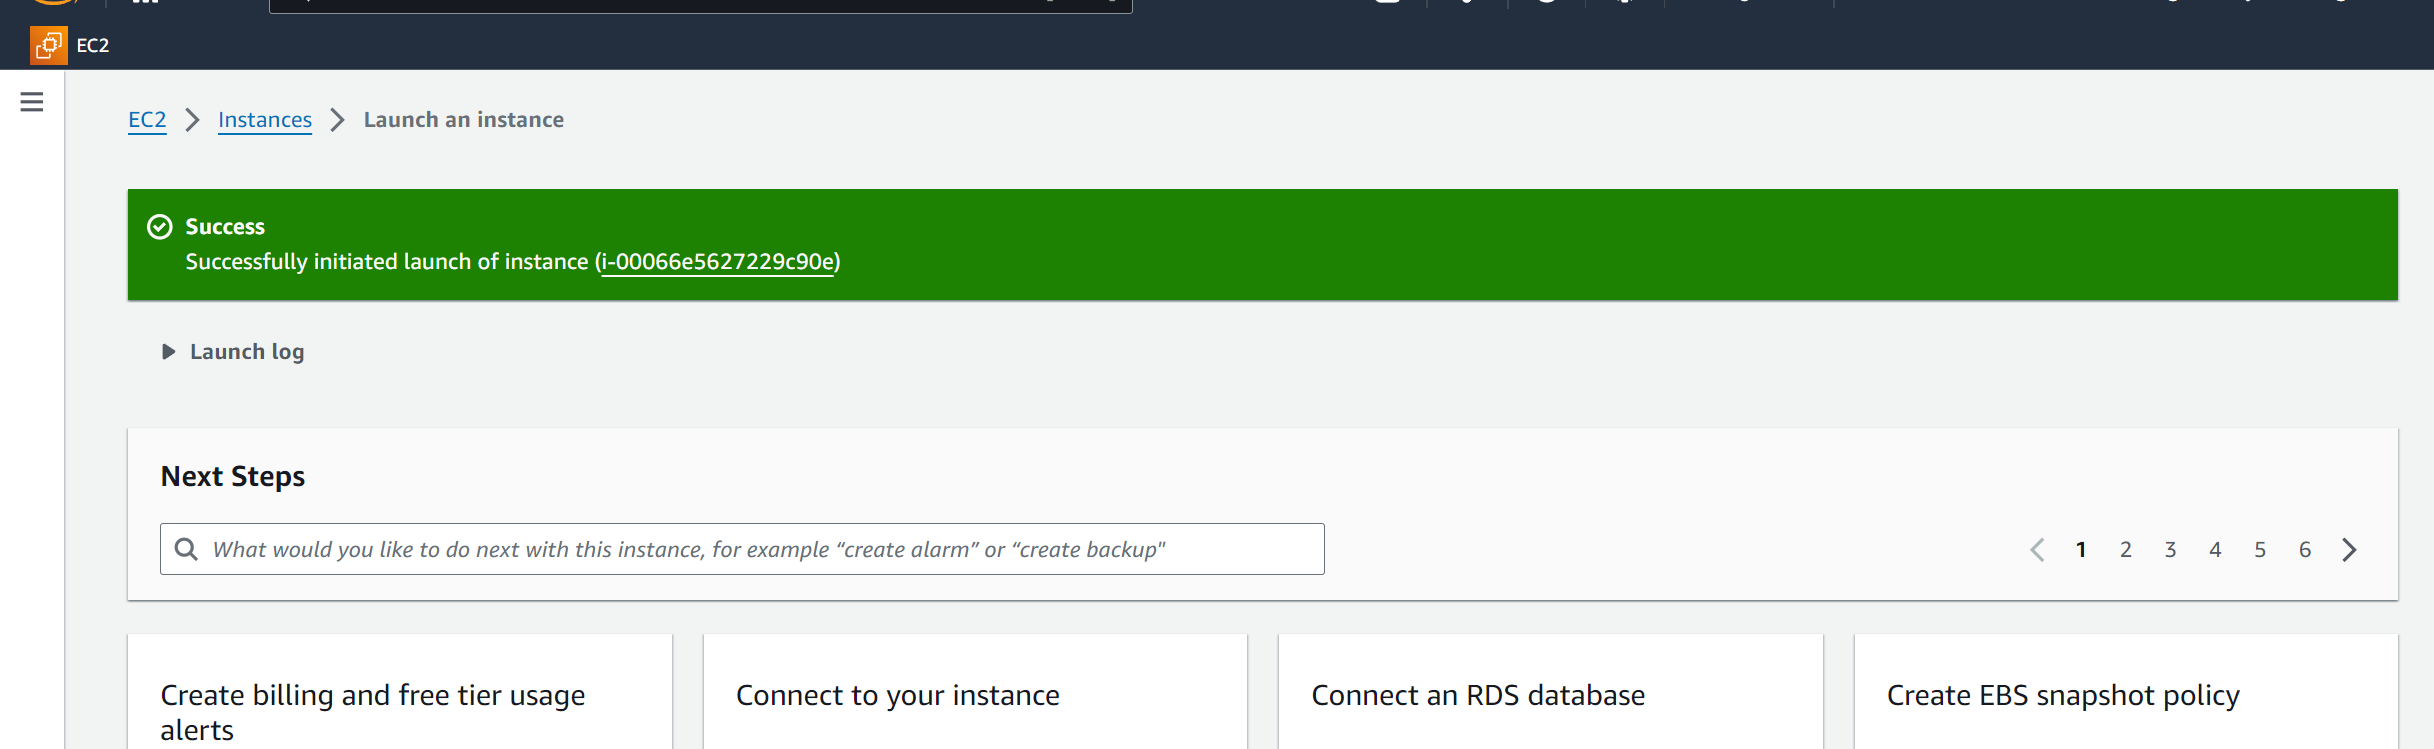 EC2
EC2 Instances Launch an instance
Success
Successfully initiated launch of instance (i-00066e5627229c90e)
Launch log
Next Steps
What would you like to do next with this instance, for example “create alarm” or “create backup"
1 2 3 4 5 6
Create billing and free tier usage
alerts
Connect to your instance
Connect an RDS database
Create EBS snapshot policy